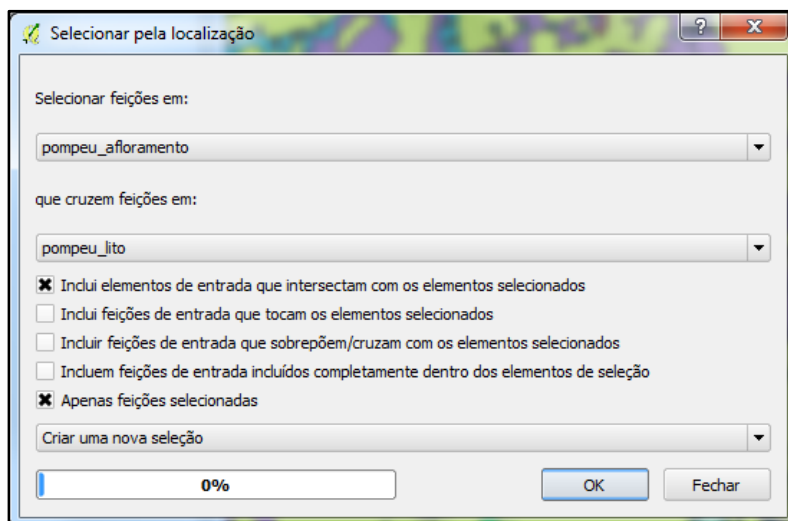 Selecionar pela localização
?
Selecionar feições em:
pompeu_afloramento
que cruzem feições em:
pompeu_lito
Inclui elementos de entrada que intersectam com os elementos selecionados
Inclui feições de entrada que tocam os elementos selecionados
Incluir feições de entrada que sobrepõem/cruzam com os elementos selecionados
Incluem feições de entrada incluídos completamente dentro dos elementos de seleção
Apenas feições selecionadas
Criar uma nova seleção
0% OK Fechar